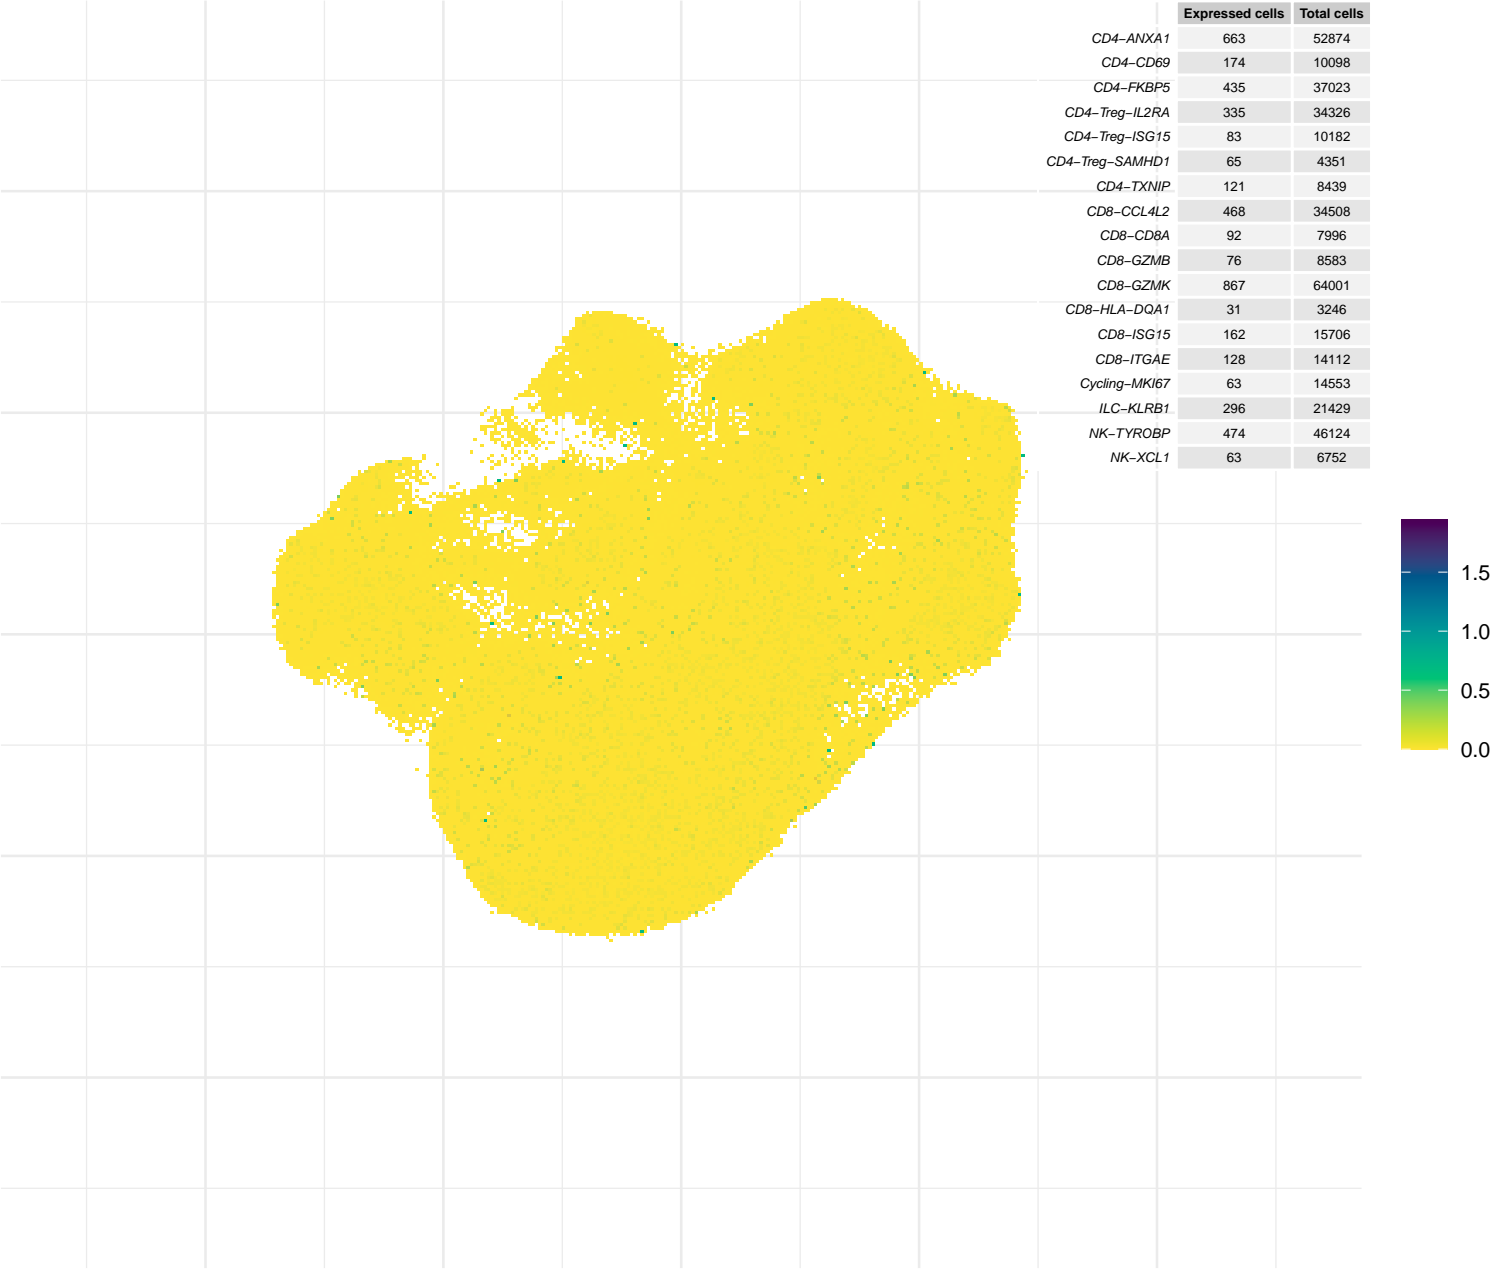 Expressed cells Total cells
CD4−ANXA1 663 52874
CD4−CD69 174 10098
CD4−FKBP5 435 37023
CD4−Treg−IL2RA 335 34326
CD4−Treg−ISG15 83 10182
CD4−Treg−SAMHD1 65 4351
CD4−TXNIP 121 8439
CD8−CCL4L2 468 34508
CD8−CD8A 92 7996
CD8−GZMB 76 8583
CD8−GZMK 867 64001
CD8−HLA−DQA1 31 3246
CD8−ISG15 162 15706
CD8−ITGAE 128 14112
Cycling−MKI67 63 14553
ILC−KLRB1 296 21429
NK−TYROBP 474 46124
NK−XCL1 63 6752
1.5
1.0
0.5
0.0